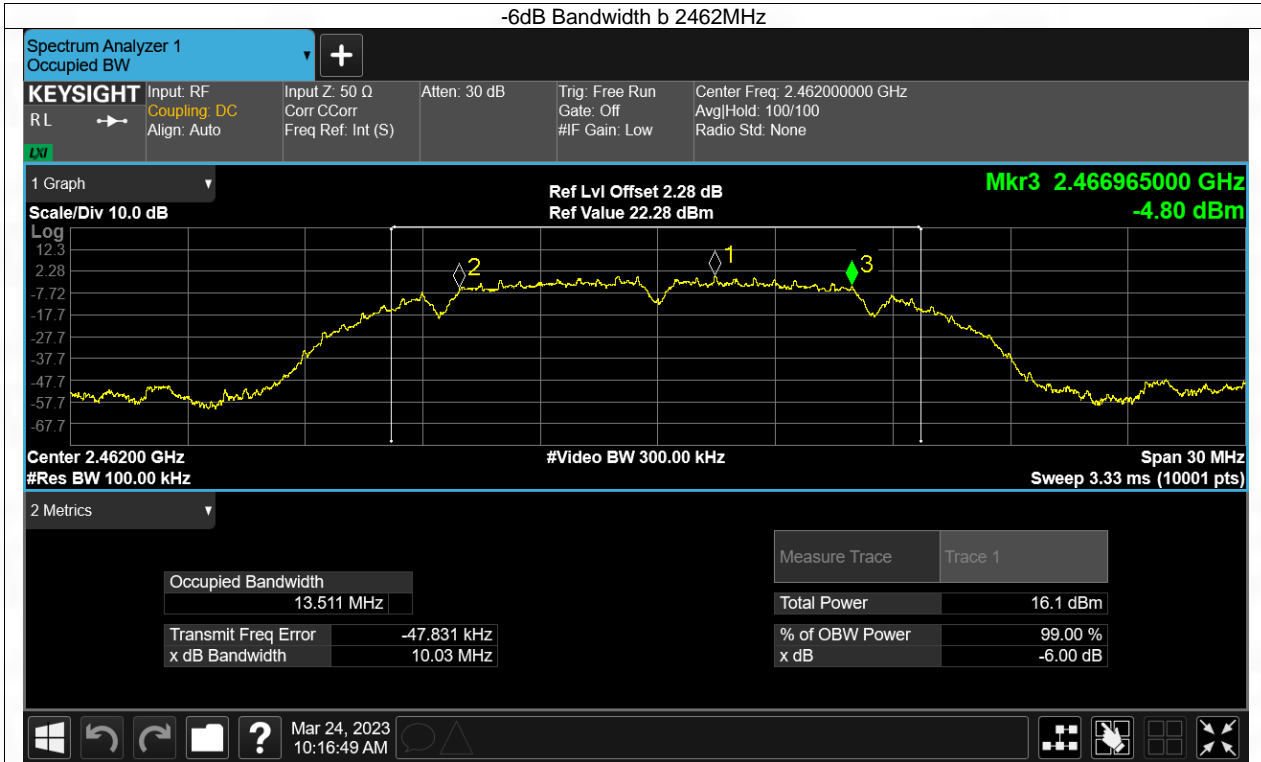 -6dB Bandwidth b 2462MHz
Spectrum Analyzer 1
Occupied BW
KEYSIGHT
R L
LXI
Input: RF
Coupling: DC
Align: Auto
Input Z: 50 Ω
Corr CCorr
Freq Ref: Int (S)
Atten: 30 dB
Trig: Free Run
Gate: Off
#IF Gain: Low
Center Freq: 2.462000000 GHz
Avg|Hold: 100/100
Radio Std: None
1 Graph
Scale/Div 10.0 dB
Ref Lvl Offset 2.28 dB
Ref Value 22.28 dBm
Mkr3 2.466965000 GHz
-4.80 dBm
Log
12.3
2.28
-7.72
-17.7
-27.7
-37.7
-47.7
-57.7
-67.7
2
1
3
Center 2.46200 GHz
#Res BW 100.00 kHz
#Video BW 300.00 kHz
Span 30 MHz
Sweep 3.33 ms (10001 pts)
2 Metrics
Measure Trace Trace 1
Occupied Bandwidth
13.511 MHz
Total Power 16.1 dBm
Transmit Freq Error -47.831 kHz
% of OBW Power 99.00 %
x dB Bandwidth 10.03 MHz
x dB -6.00 dB
?
Mar 24, 2023
10:16:49 AM